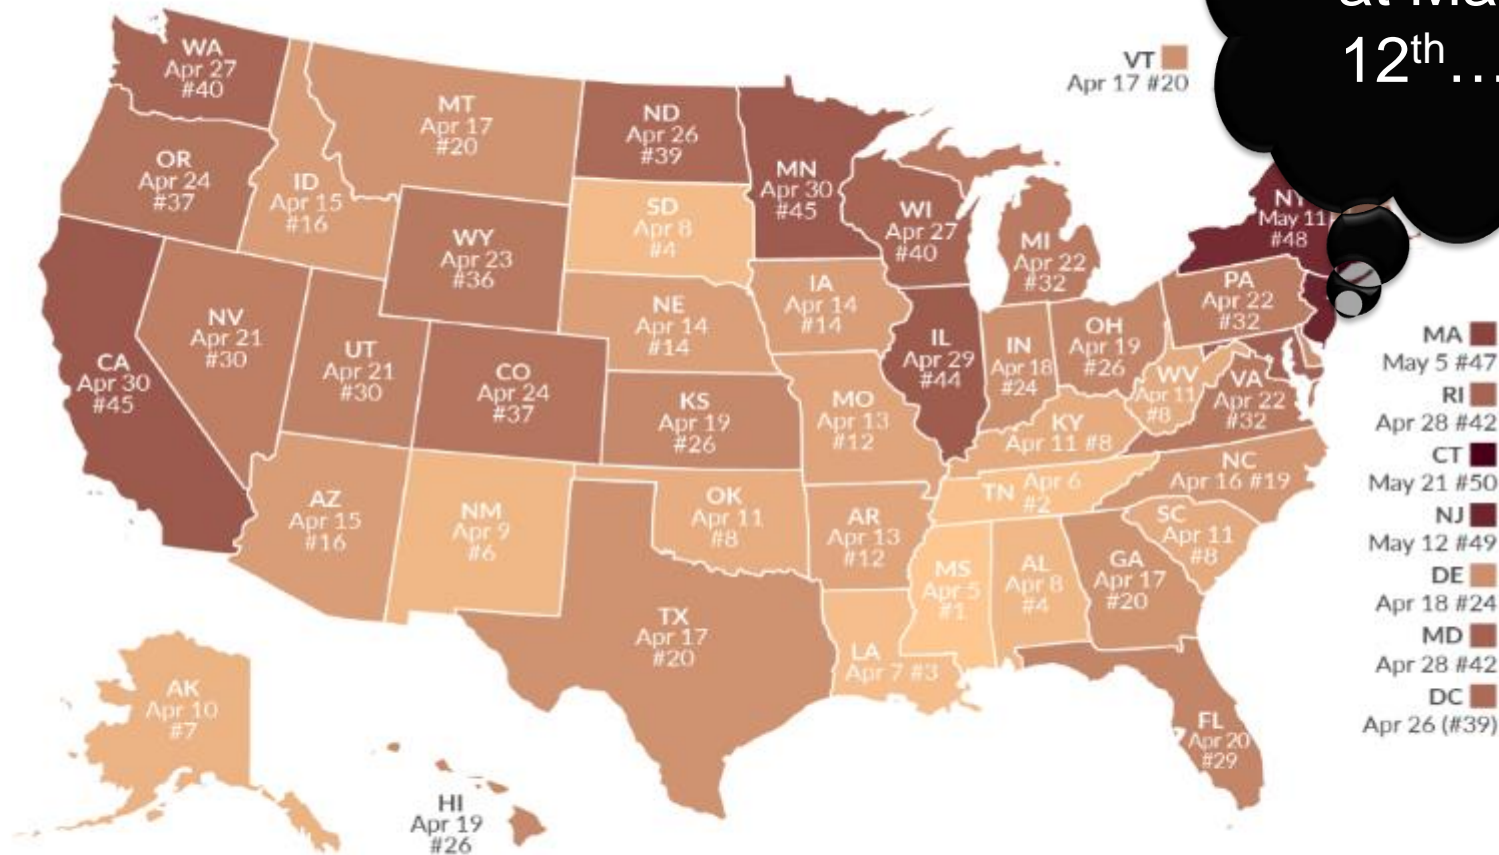 at Ma
12th...
VT
Apr 17 #20
WA
Apr 27
#40
MT
Apr 17
#20
ND
Apr 26
#39
MN
Apr 30
#45
OR
Apr 24
#37
ID
Apr 15
#16
SD
Apr 8
#4
WI
Apr 27
#40
NY
May 11
#48
WY
Apr 23
#36
MI
Apr 22
#32
IA
Apr 14
#14
PA
Apr 22
#32
NE
Apr 14
#14
NV
Apr 21
#30
UT
Apr 21
#30
CO
Apr 24
#37
CA
Apr 30
#45
IL
Apr 29
#44
IN
Apr 18
#24
OH
Apr 19
#26
WV
Apr 11
#8
VA
Apr 22
#32
KS
Apr 19
#26
MO
Apr 13
#12
KY
Apr 11 #8
MA
May 5 #47
RI
Apr 28 #42
CT
May 21 #50
NJ
May 12 #49
DE
Apr 18 #24
MD
Apr 28 #42
DC
Apr 26 (#39)
NC
Apr 16 #19
TN Apr 6
#2
SC
Apr 11
#8
AZ
Apr 15
#16
NM
Apr 9
#6
OK
Apr 11
#8
AR
Apr 13
#12
MS
Apr 5
#1
AL
Apr 8
#4
GA
Apr 17
#20
TX
Apr 17
#20
LA
Apr 7 #3
AK
Apr 10
#7
HI
Apr 19
#26
FL
Apr 20
#29